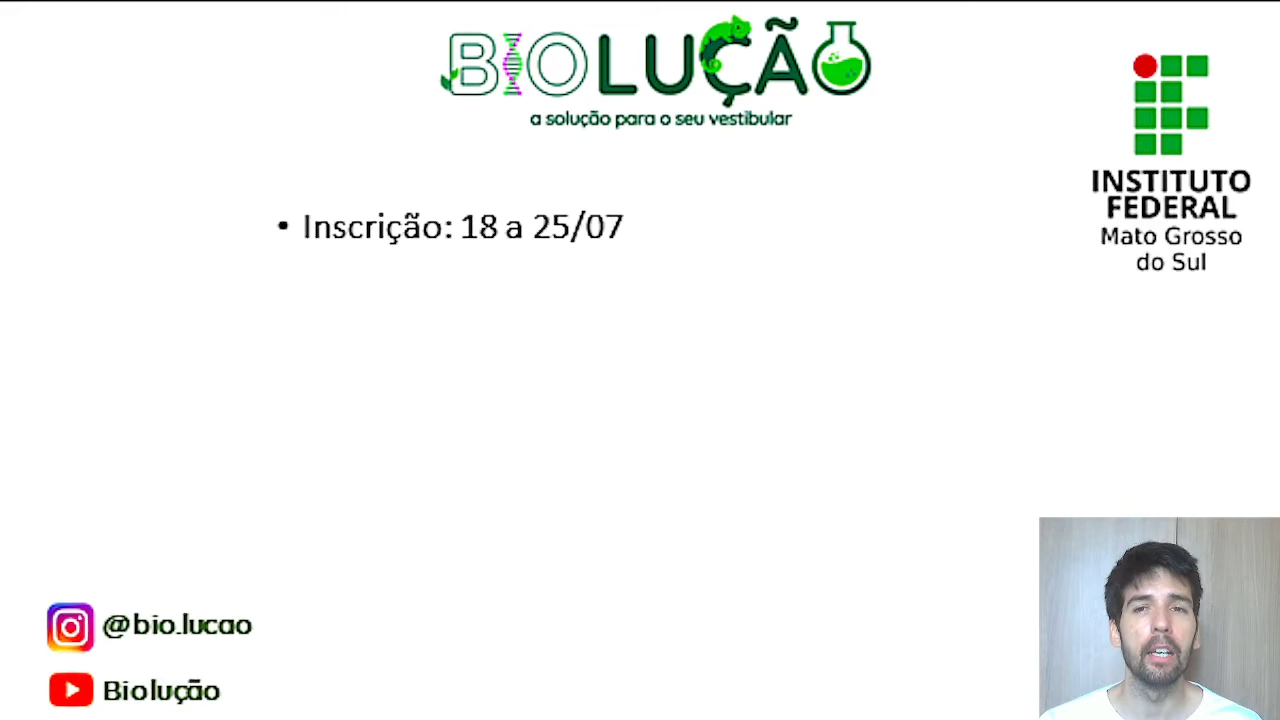 BIOLUÇÃO
a solução para o seu vestibular
INSTITUTO
FEDERAL
Mato Grosso
do Sul
• Inscrição: 18 a 25/07
@bio.lucao
Biolução